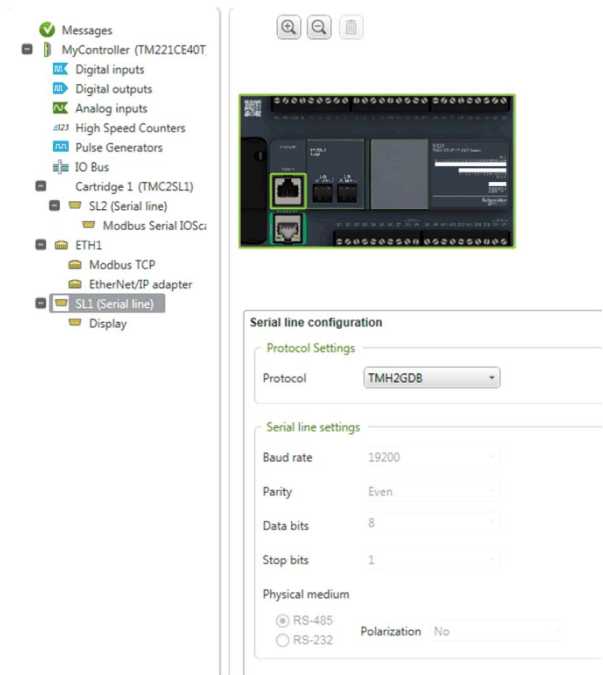 Messages
MyController (TM221CE40T
Digital inputs
Digital outputs
Analog inputs
High Speed Counters
Pulse Generators
IO Bus
Cartridge 1 (TMC2SL1)
SL2 (Serial line)
Modbus Serial IOSca
ETH1
Modbus TCP
EtherNet/IP adapter
SL1 (Serial line)
Display
Serial line configuration
Protocol Settings
Protocol TMH2GDB
Serial line settings
Baud rate 19200
Parity Even
Data bits 8
Stop bits 1
Physical medium
RS-485
RS-232
Polarization No